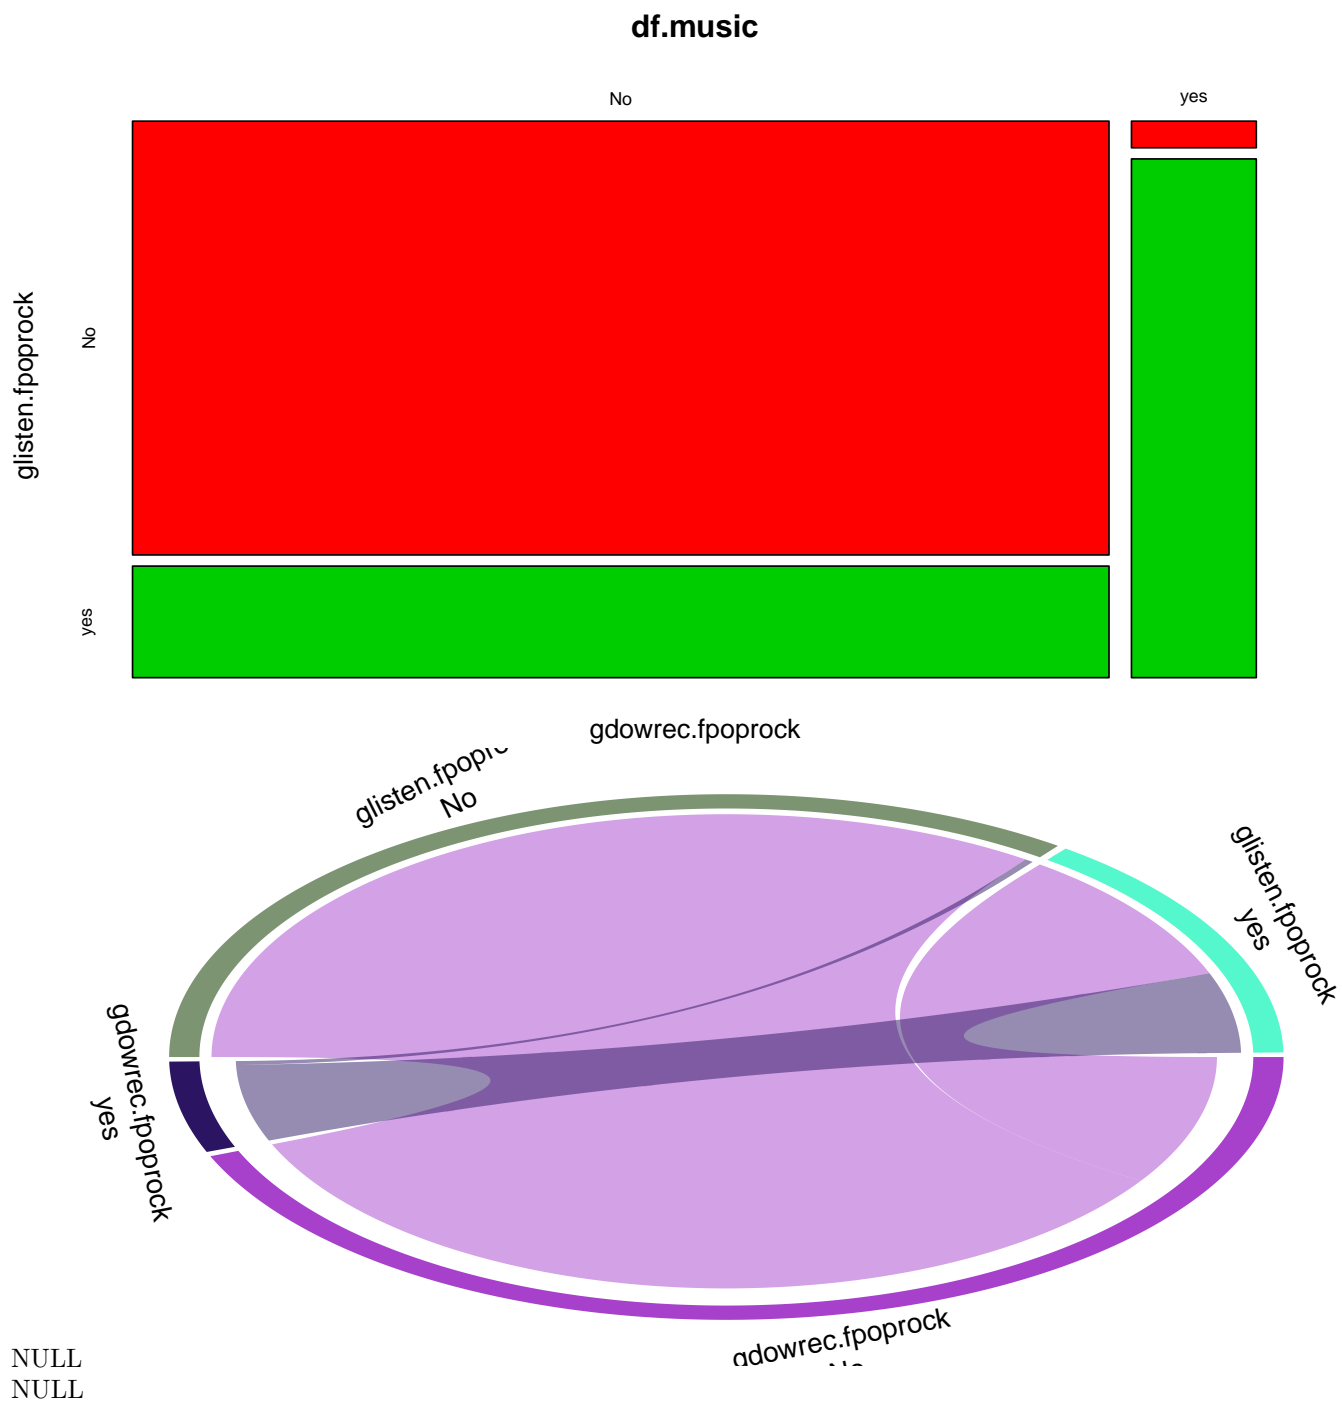 df.music
No
yes
glisten.fpoprock
No
yes
gdowrec.fpoprock
No
glisten.fpoprock
yes
gdowrec.fpoprock
yes
gdowrec.fpoprock
NULL
NULL